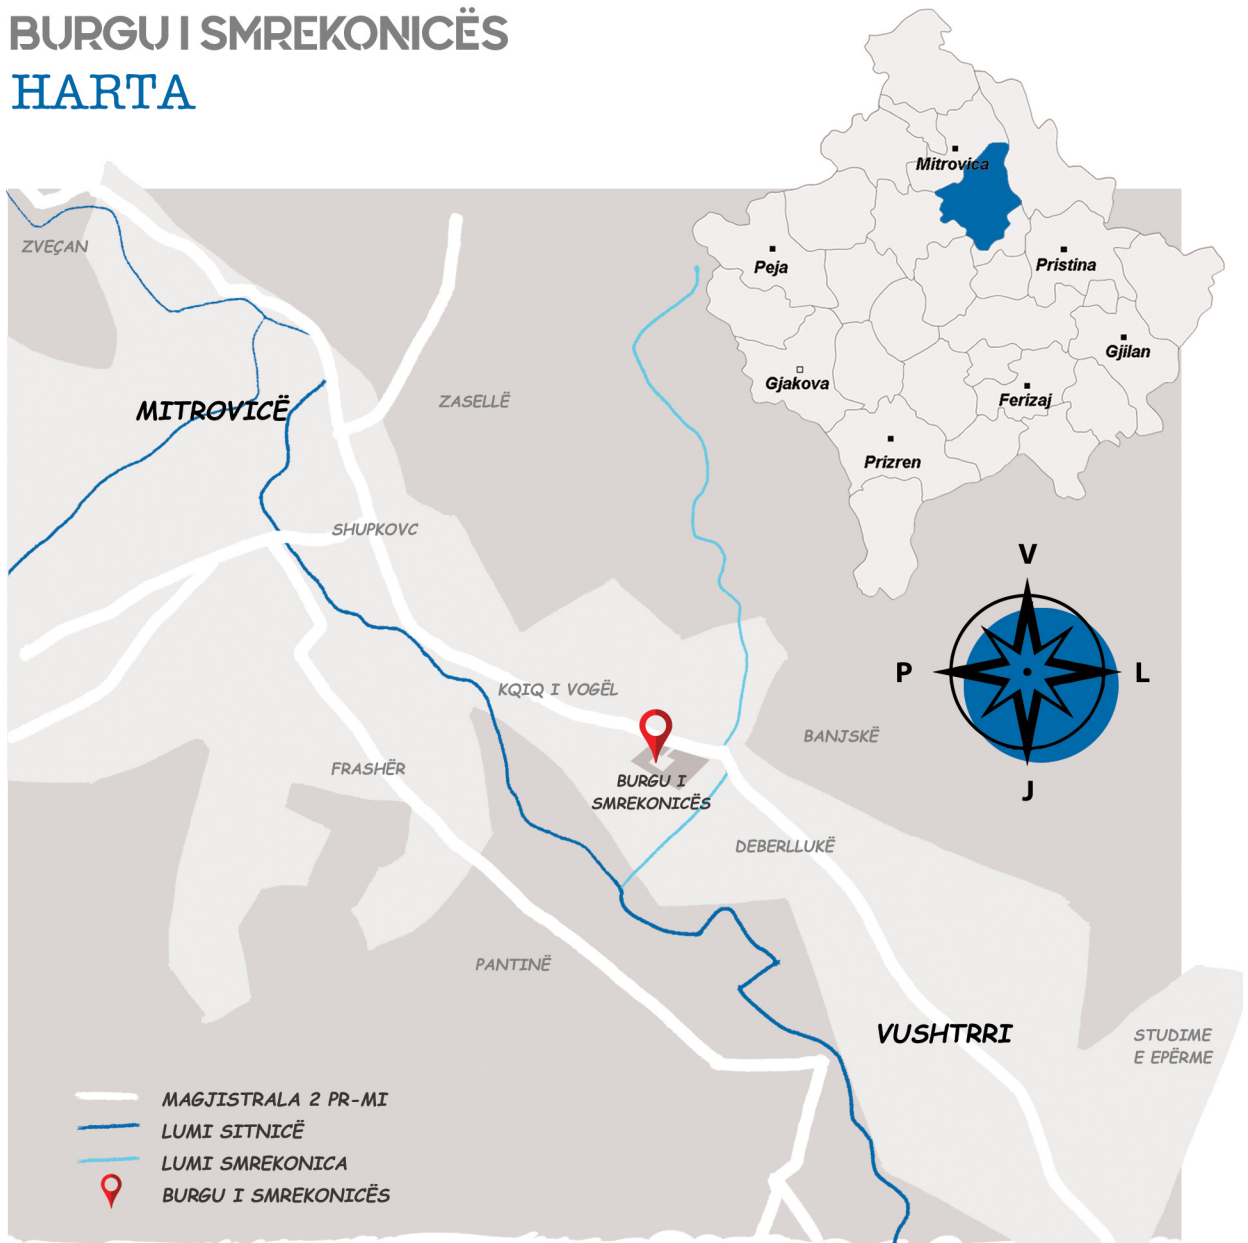 BURGU I SMREKONICËS
HARTA
Mitrovica
Peja
Pristina
Gjilan
Gjakova
Ferizaj
Prizren
ZVEÇAN
MITROVICË
ZASELLË
SHUPKOVC
V
P
L
J
KQIQ I VOGËL
BANJSKË
FRASHËR
BURGU I
SMREKONICËS
DEBERLLUKË
PANTINË
VUSHTRRI
STUDIME
E EPËRME
MAGJISTRALA 2 PR-MI
LUMI SITNICË
LUMI SMREKONICA
BURGU I SMREKONICËS